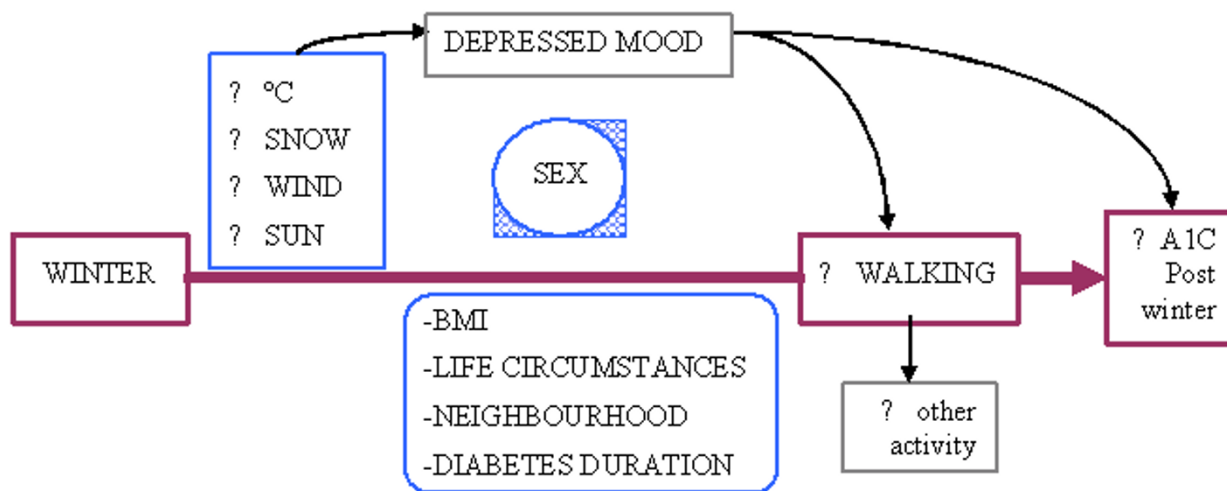 DEPRESSED MOOD
? ºC
? SNOW
? WIND
? SUN
SEX
WINTER
? WALKING
? A1C
Post
winter
-BMI
-LIFE CIRCUMSTANCES
-NEIGHBOURHOOD
-DIABETES DURATION
? other
activity